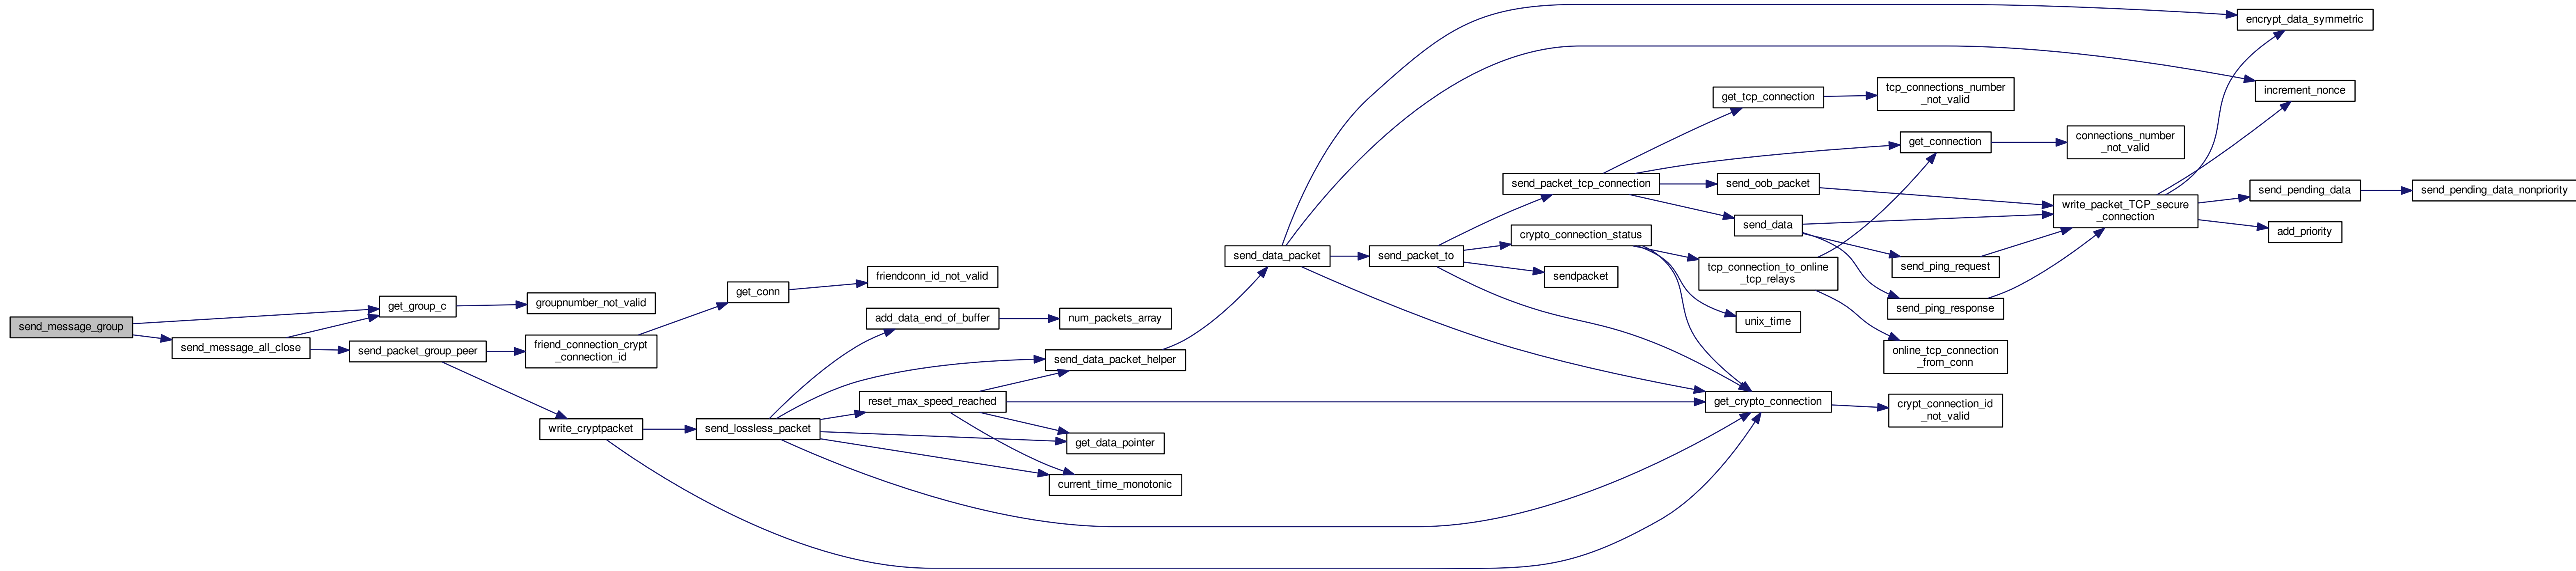 send_message_group
get_group_c
send_message_all_close
groupnumber_not_valid
send_packet_group_peer
friend_connection_crypt
_connection_id
write_cryptpacket
get_conn
friendconn_id_not_valid
send_lossless_packet
add_data_end_of_buffer
num_packets_array
send_data_packet_helper
reset_max_speed_reached
get_data_pointer
current_time_monotonic
send_data_packet
send_packet_to
send_packet_tcp_connection
crypto_connection_status
sendpacket
get_tcp_connection
tcp_connections_number
_not_valid
get_connection
connections_number
_not_valid
send_oob_packet
send_data
tcp_connection_to_online
_tcp_relays
unix_time
send_ping_request
send_ping_response
online_tcp_connection
_from_conn
get_crypto_connection
crypt_connection_id
_not_valid
write_packet_TCP_secure
_connection
encrypt_data_symmetric
increment_nonce
send_pending_data
send_pending_data_nonpriority
add_priority